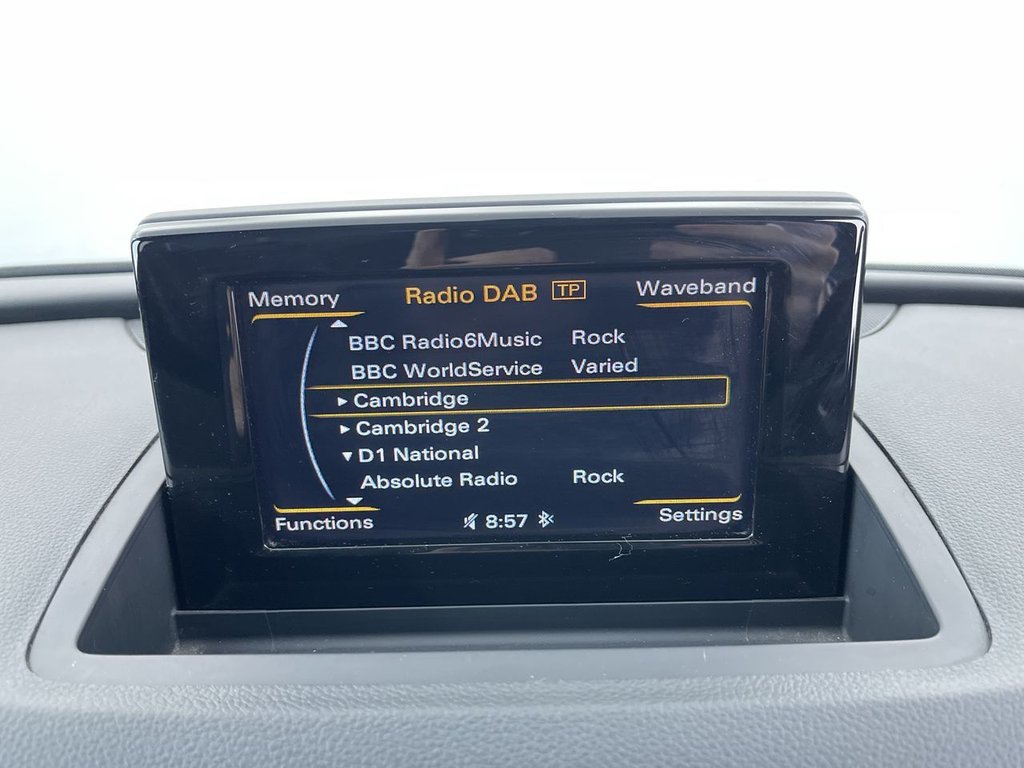 Memory Radio DAB TP Waveband
BBC Radio6Music Rock
BBC WorldService Varied
Cambridge
Cambridge 2
D1 National
Absolute Radio Rock
Functions 8:57 Settings